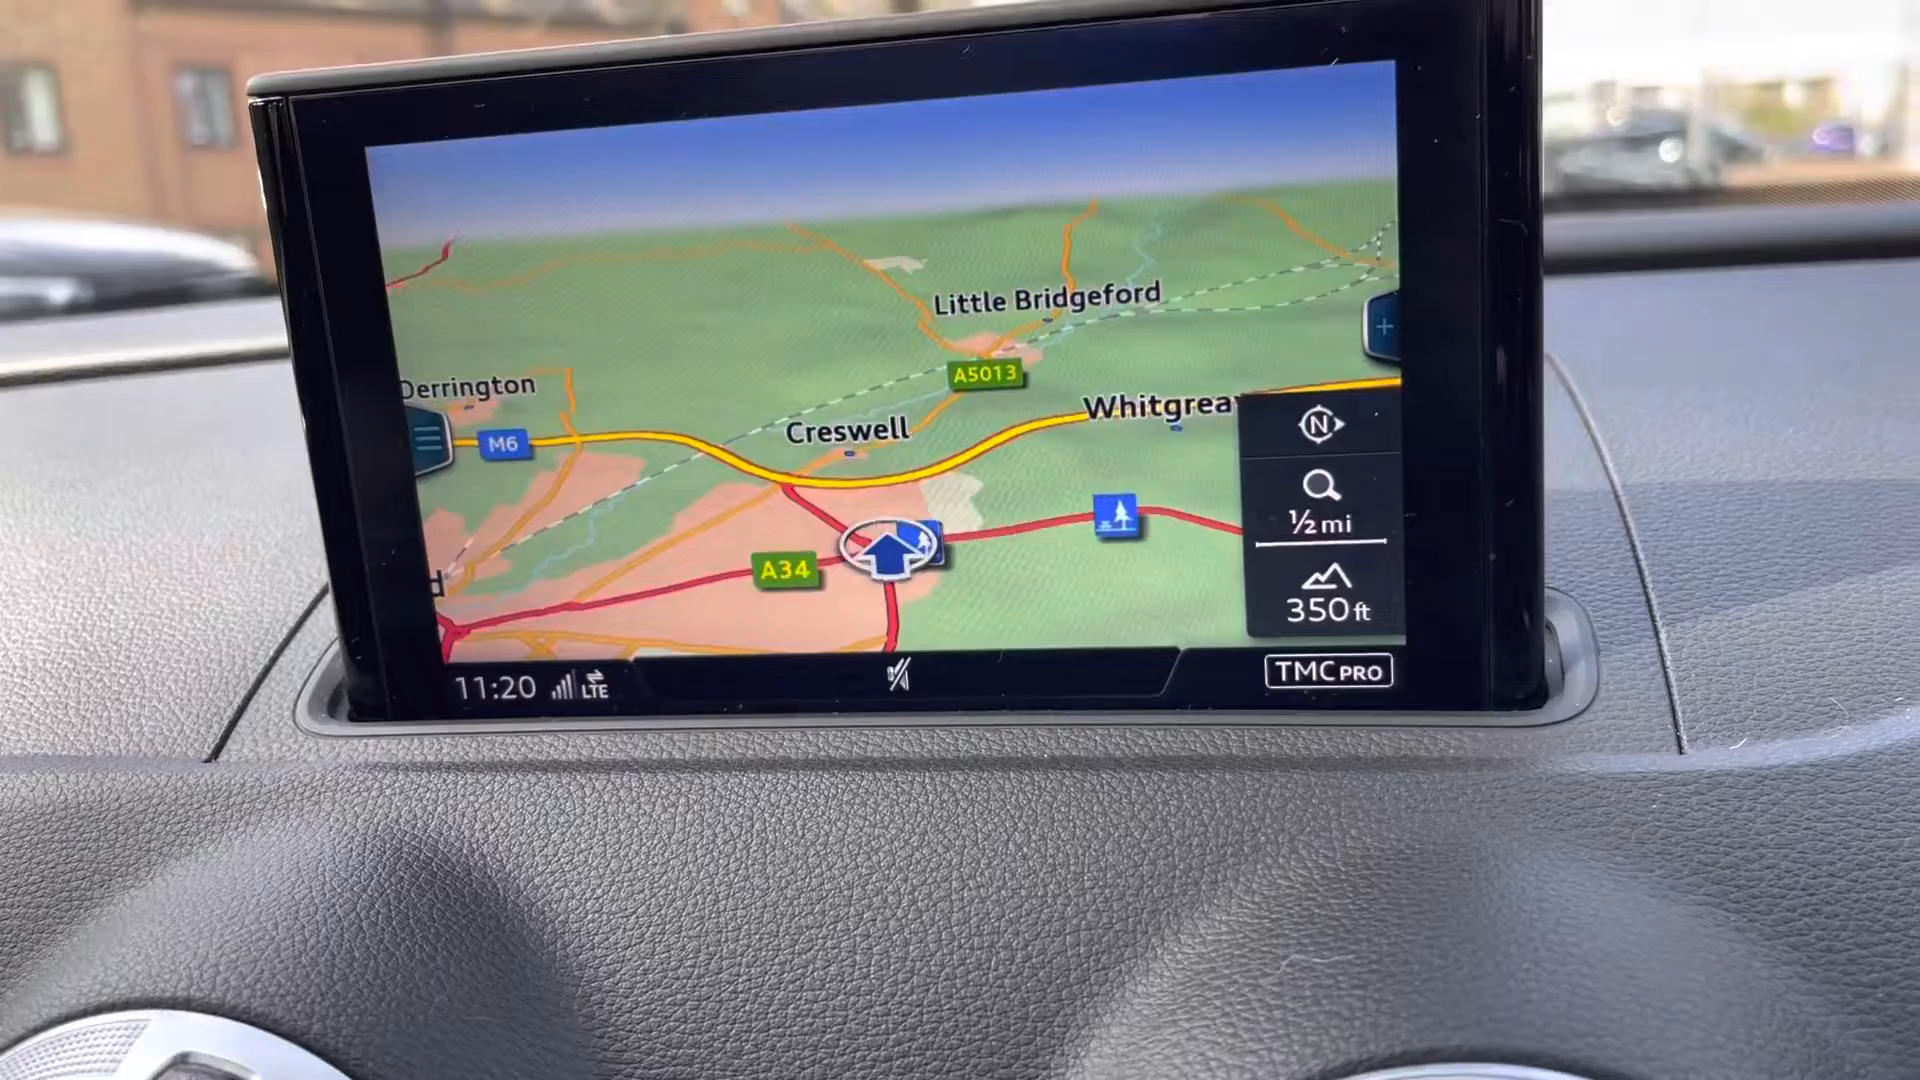 Little Bridgeford
A5013
Derrington
Whitgrea
Creswell
M6
N
½ mi
A34
d
350 ft
11:20
LTE
TMC PRO